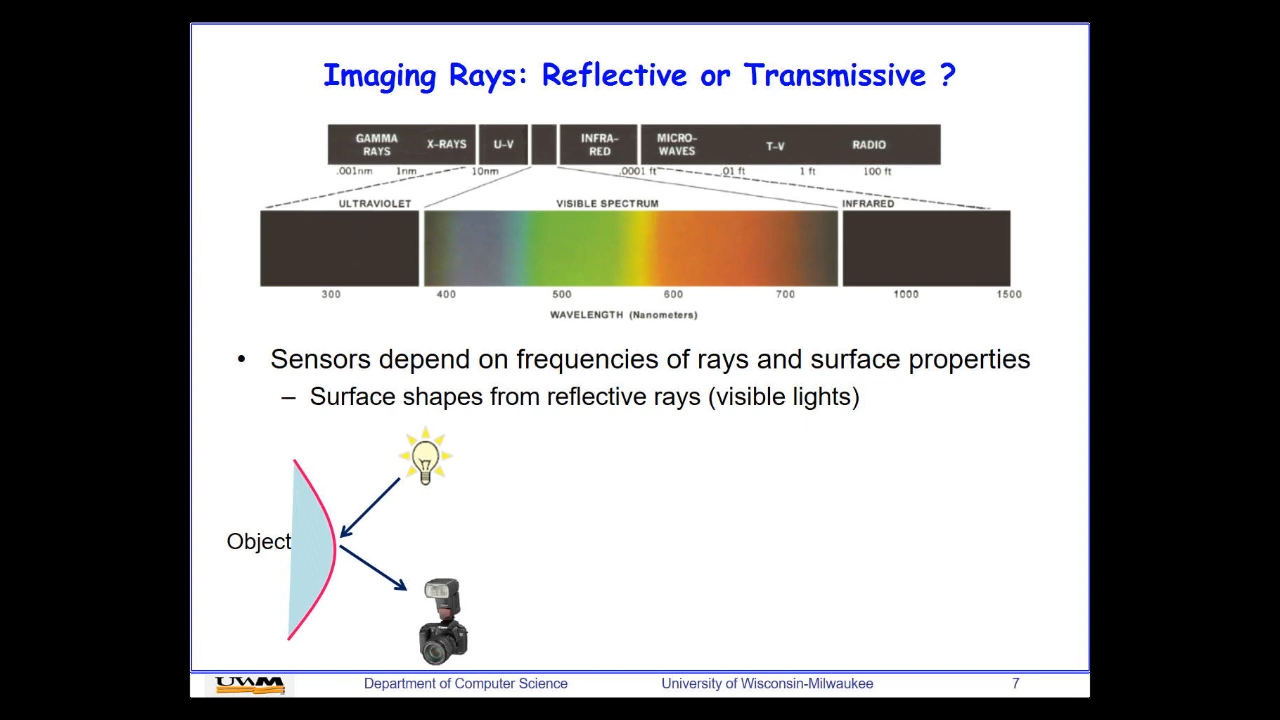 Imaging Rays: Reflective or Transmissive ?
GAMMA RAYS X-RAYS U-V INFRA-RED MICRO-WAVES T-V RADIO
.001nm 1nm 10nm .0001 ft .01 ft 1 ft 100 ft
ULTRAVIOLET VISIBLE SPECTRUM INFRARED
300 400 500 600 700 1000 1500
WAVELENGTH (Nanometers)
• Sensors depend on frequencies of rays and surface properties
– Surface shapes from reflective rays (visible lights)
Object
UWM Department of Computer Science University of Wisconsin-Milwaukee 7